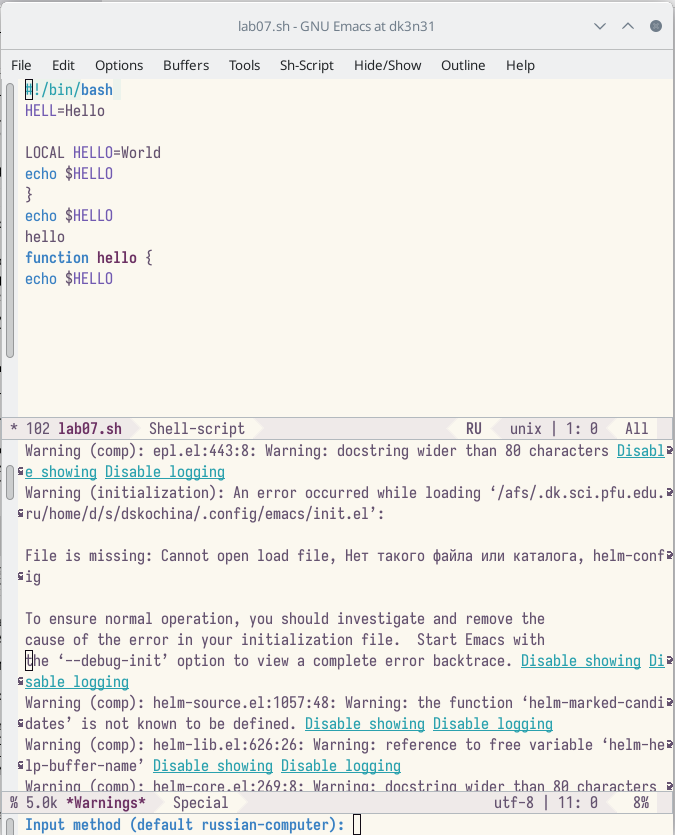 lab07.sh - GNU Emacs at dk3n31
File Edit Options Buffers Tools Sh-Script Hide/Show Outline Help
#!/bin/bash
HELL=Hello
LOCAL HELLO=World
echo $HELLO
}
echo $HELLO
hello
function hello {
echo $HELLO
* 102 lab07.sh Shell-script RU unix | 1: 0 All
Warning (comp): epl.el:443:8: Warning: docstring wider than 80 characters Disabl
e showing Disable logging
Warning (initialization): An error occurred while loading ‘/afs/.dk.sci.pfu.edu.
ru/home/d/s/dskochina/.config/emacs/init.el’:
File is missing: Cannot open load file, Нет такого файла или каталога, helm-conf
ig
To ensure normal operation, you should investigate and remove the
cause of the error in your initialization file.  Start Emacs with
the ‘--debug-init’ option to view a complete error backtrace. Disable showing Di
sable logging
Warning (comp): helm-source.el:1057:48: Warning: the function ‘helm-marked-candi
dates’ is not known to be defined. Disable showing Disable logging
Warning (comp): helm-lib.el:626:26: Warning: reference to free variable ‘helm-he
lp-buffer-name’ Disable showing Disable logging
Warning (comp): helm-core.el:269:8: Warning: docstring wider than 80 characters
% 5.0k *Warnings* Special utf-8 | 11: 0 8%
Input method (default russian-computer):